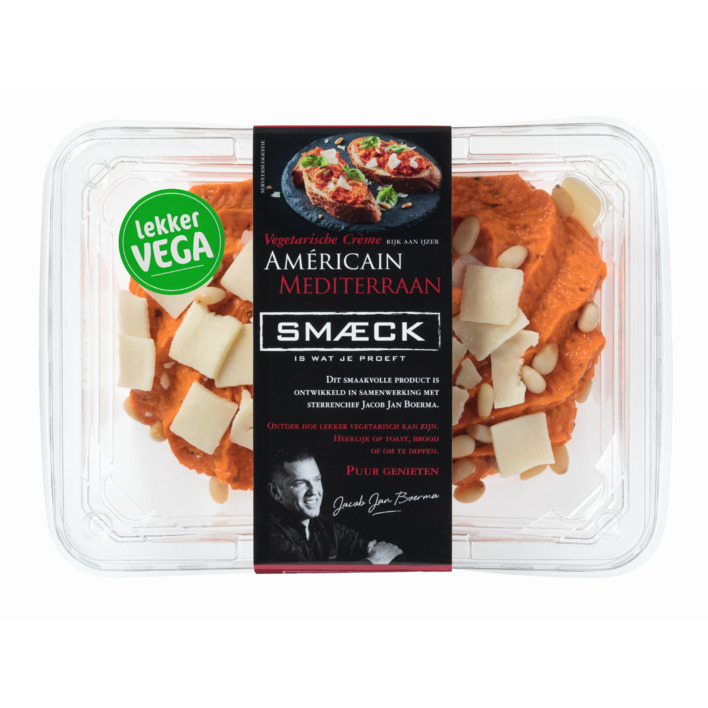 SERVEERSUGGESTIE
lekker
VEGA
Vegetarische Crème RIJK AAN IJZER
AMÉRICAIN
MEDITERRAAN
SMÆCK
IS WAT JE PROEFT
DIT SMAAKVOLLE PRODUCT IS
ONTWIKKELD IN SAMENWERKING MET
STERRENCHEF JACOB JAN BOERMA.
ONTDEK HOE LEKKER VEGETARISCH KAN ZIJN.
HEERLIJK OP TOAST, BROOD
OF OM TE DIPPEN.
PUUR GENIETEN
Jacob Jan Boerma